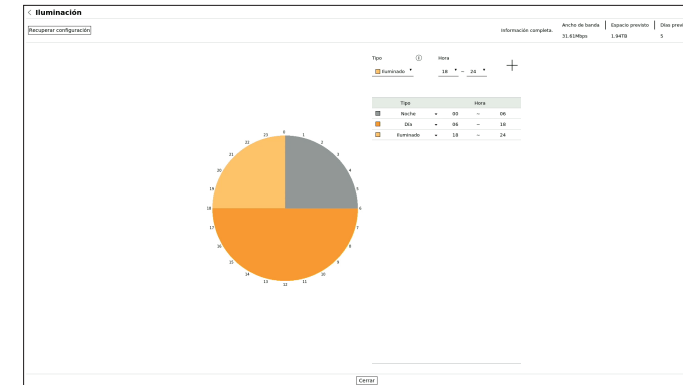 < Iluminación
Recuperar configuración
Información completa.
Ancho de banda
31.61Mbps
Espacio previsto
1.94TB
Días previ
5
Tipo
Hora
Iluminado
18 ~ 24
Tipo Hora
Noche 00 ~ 06
Día 06 ~ 18
Iluminado 18 ~ 24
0
1
2
3
4
5
6
7
8
9
10
11
12
13
14
15
16
17
18
19
20
21
22
23
Cerrar